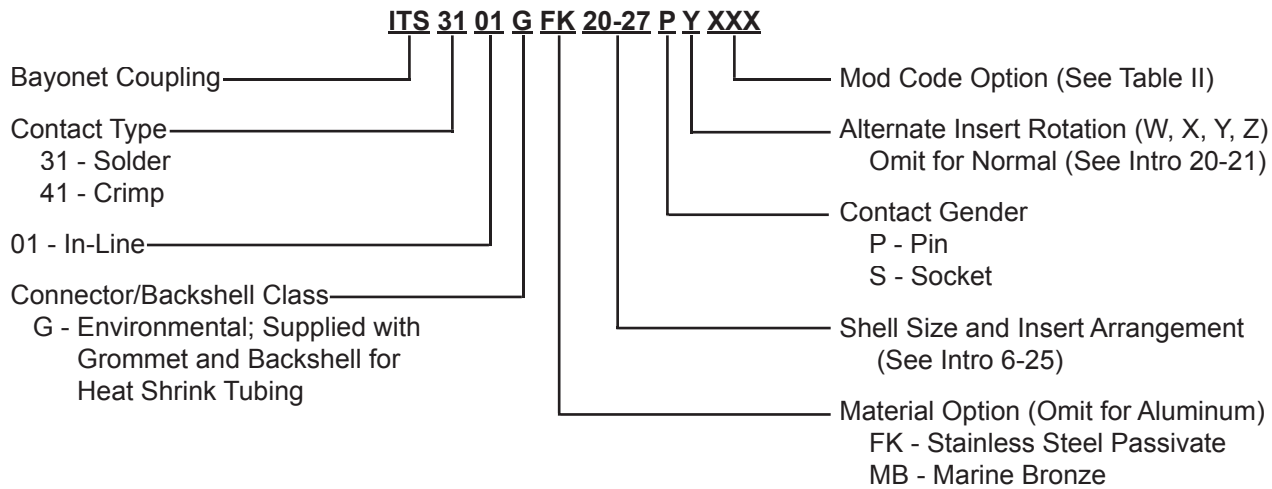 ITS 31 01 G FK 20-27 P Y XXX
Bayonet Coupling
Contact Type
31 - Solder
41 - Crimp
01 - In-Line
Connector/Backshell Class
G - Environmental; Supplied with
Grommet and Backshell for
Heat Shrink Tubing
Mod Code Option (See Table II)
Alternate Insert Rotation (W, X, Y, Z)
Omit for Normal (See Intro 20-21)
Contact Gender
P - Pin
S - Socket
Shell Size and Insert Arrangement
(See Intro 6-25)
Material Option (Omit for Aluminum)
FK - Stainless Steel Passivate
MB - Marine Bronze